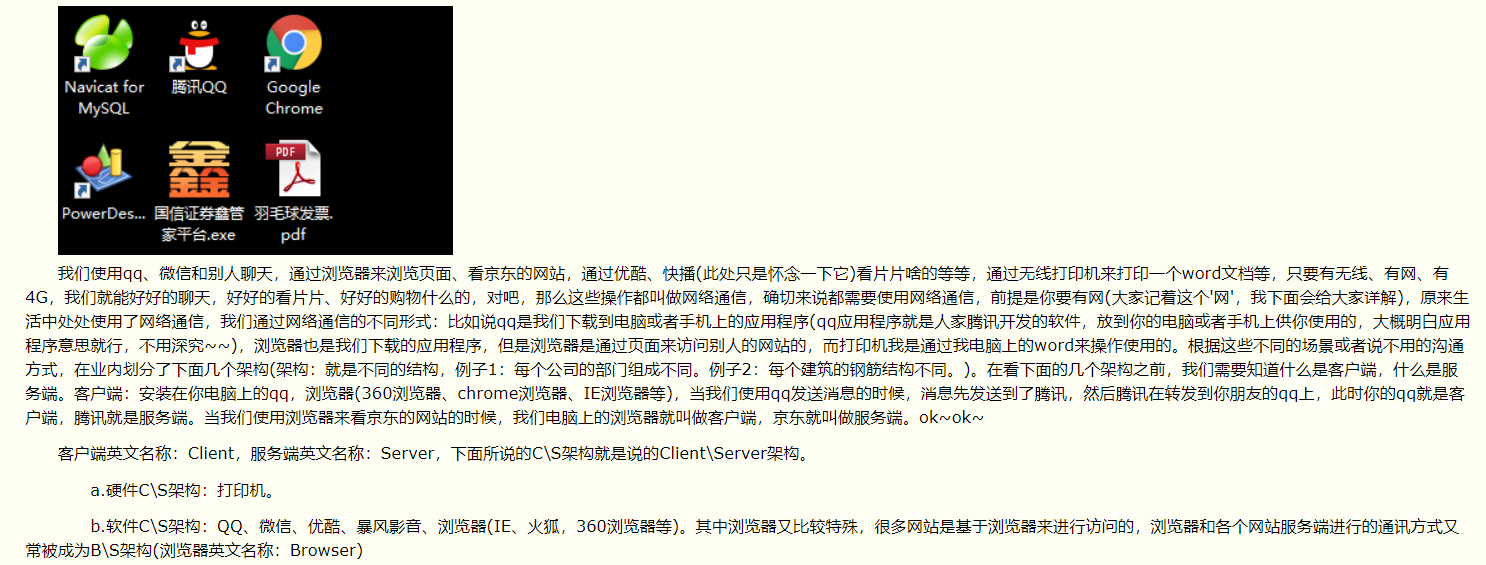 Navicat for
MySQL
腾讯QQ
Google
Chrome
PDF
PowerDes...
国信证券鑫管
家平台.exe
羽毛球发票.
pdf
我们使用qq、微信和别人聊天，通过浏览器来浏览页面、看京东的网站，通过优酷、快播(此处只是怀念一下它)看片片啥的等等，通过无线打印机来打印一个word文档等，只要有无线、有网、有
4G，我们就能好好的聊天，好好的看片片、好好的购物什么的，对吧，那么这些操作都叫做网络通信，确切来说都需要使用网络通信，前提是你要有网(大家记着这个'网'，我下面会给大家详解)，原来生
活中处处使用了网络通信，我们通过网络通信的不同形式：比如说qq是我们下载到电脑或者手机上的应用程序(qq应用程序就是人家腾讯开发的软件，放到你的电脑或者手机上供你使用的，大概明白应用
程序意思就行，不用深究~~)，浏览器也是我们下载的应用程序，但是浏览器是通过页面来访问别人的网站的，而打印机我是通过我电脑上的word来操作使用的。根据这些不同的场景或者说不用的沟通
方式，在业内划分了下面几个架构(架构：就是不同的结构，例子1：每个公司的部门组成不同。例子2：每个建筑的钢筋结构不同。)。在看下面的几个架构之前，我们需要知道什么是客户端，什么是服
务端。客户端：安装在你电脑上的qq，浏览器(360浏览器、chrome浏览器、IE浏览器等)，当我们使用qq发送消息的时候，消息先发送到了腾讯，然后腾讯在转发到你朋友的qq上，此时你的qq就是客
户端，腾讯就是服务端。当我们使用浏览器来看京东的网站的时候，我们电脑上的浏览器就叫做客户端，京东就叫做服务端。ok~ok~
客户端英文名称：Client，服务端英文名称：Server，下面所说的C\S架构就是说的Client\Server架构。
a.硬件C\S架构：打印机。
b.软件C\S架构：QQ、微信、优酷、暴风影音、浏览器(IE、火狐，360浏览器等)。其中浏览器又比较特殊，很多网站是基于浏览器来进行访问的，浏览器和各个网站服务端进行的通讯方式又
常被成为B\S架构(浏览器英文名称：Browser)